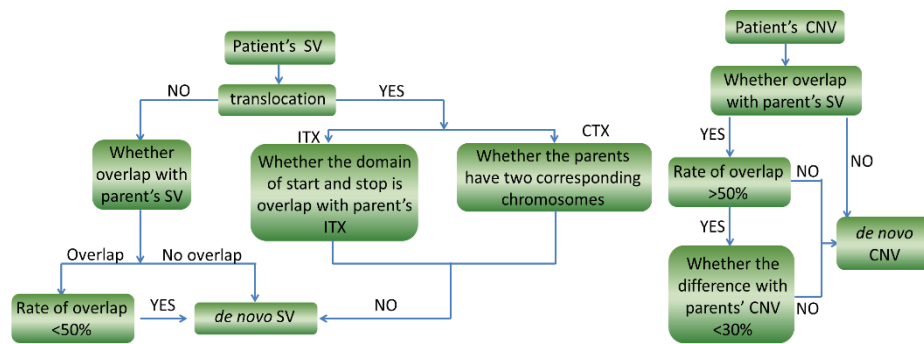 Patient's SV
translocation
NO
YES
ITX
CTX
Whether
overlap with
parent's SV
Whether the domain
of start and stop is
overlap with parent's
ITX
Whether the parents
have two corresponding
chromosomes
Overlap
No overlap
Rate of overlap
<50%
YES
de novo SV
NO
Patient's CNV
Whether overlap
with parent's SV
YES
NO
Rate of overlap
>50%
NO
YES
de novo
CNV
Whether the
difference with
parents' CNV
<30%
NO